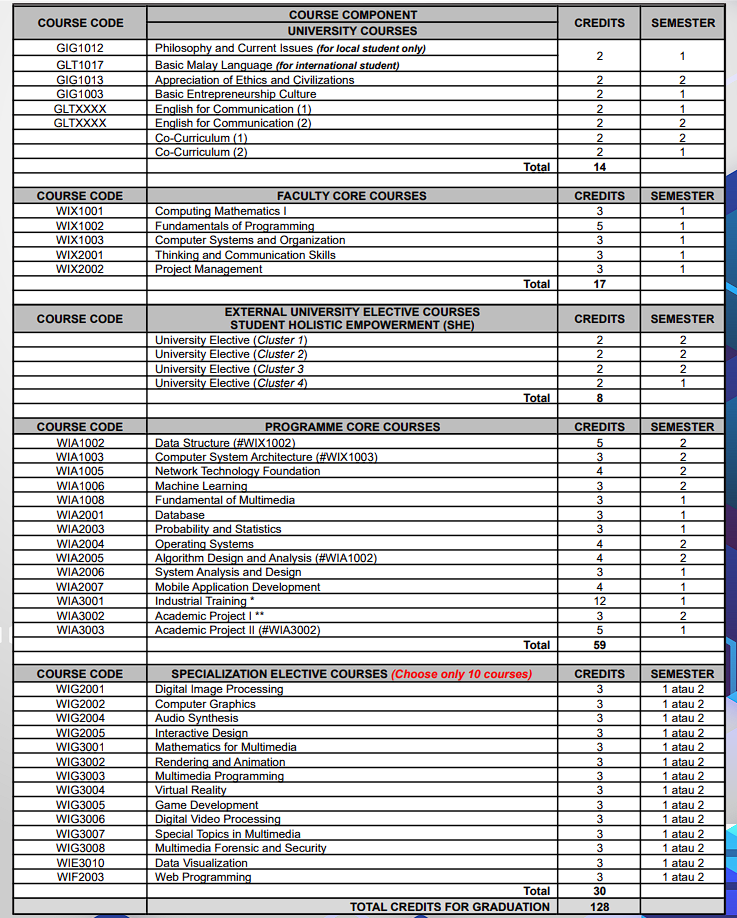 COURSE CODE COURSE COMPONENT CREDITS SEMESTER
UNIVERSITY COURSES
GIG1012 Philosophy and Current Issues (for local student only) 2 1
GLT1017 Basic Malay Language (for international student)
GIG1013 Appreciation of Ethics and Civilizations 2 2
GIG1003 Basic Entrepreneurship Culture 2 1
GLTXXXX English for Communication (1) 2 1
GLTXXXX English for Communication (2) 2 2
Co-Curriculum (1) 2 2
Co-Curriculum (2) 2 1
Total 14
COURSE CODE FACULTY CORE COURSES CREDITS SEMESTER
WIX1001 Computing Mathematics I 3 1
WIX1002 Fundamentals of Programming 5 1
WIX1003 Computer Systems and Organization 3 1
WIX2001 Thinking and Communication Skills 3 1
WIX2002 Project Management 3 1
Total 17
COURSE CODE EXTERNAL UNIVERSITY ELECTIVE COURSES CREDITS SEMESTER
STUDENT HOLISTIC EMPOWERMENT (SHE)
University Elective (Cluster 1) 2 2
University Elective (Cluster 2) 2 2
University Elective (Cluster 3 2 2
University Elective (Cluster 4) 2 1
Total 8
COURSE CODE PROGRAMME CORE COURSES CREDITS SEMESTER
WIA1002 Data Structure (#WIX1002) 5 2
WIA1003 Computer System Architecture (#WIX1003) 3 2
WIA1005 Network Technology Foundation 4 2
WIA1006 Machine Learning 3 2
WIA1008 Fundamental of Multimedia 3 1
WIA2001 Database 3 1
WIA2003 Probability and Statistics 3 1
WIA2004 Operating Systems 4 2
WIA2005 Algorithm Design and Analysis (#WIA1002) 4 2
WIA2006 System Analysis and Design 3 1
WIA2007 Mobile Application Development 4 1
WIA3001 Industrial Training * 12 1
WIA3002 Academic Project I ** 3 2
WIA3003 Academic Project II (#WIA3002) 5 1
Total 59
COURSE CODE SPECIALIZATION ELECTIVE COURSES (Choose only 10 courses) CREDITS SEMESTER
WIG2001 Digital Image Processing 3 1 atau 2
WIG2002 Computer Graphics 3 1 atau 2
WIG2004 Audio Synthesis 3 1 atau 2
WIG2005 Interactive Design 3 1 atau 2
WIG3001 Mathematics for Multimedia 3 1 atau 2
WIG3002 Rendering and Animation 3 1 atau 2
WIG3003 Multimedia Programming 3 1 atau 2
WIG3004 Virtual Reality 3 1 atau 2
WIG3005 Game Development 3 1 atau 2
WIG3006 Digital Video Processing 3 1 atau 2
WIG3007 Special Topics in Multimedia 3 1 atau 2
WIG3008 Multimedia Forensic and Security 3 1 atau 2
WIE3010 Data Visualization 3 1 atau 2
WIF2003 Web Programming 3 1 atau 2
Total 30
TOTAL CREDITS FOR GRADUATION 128